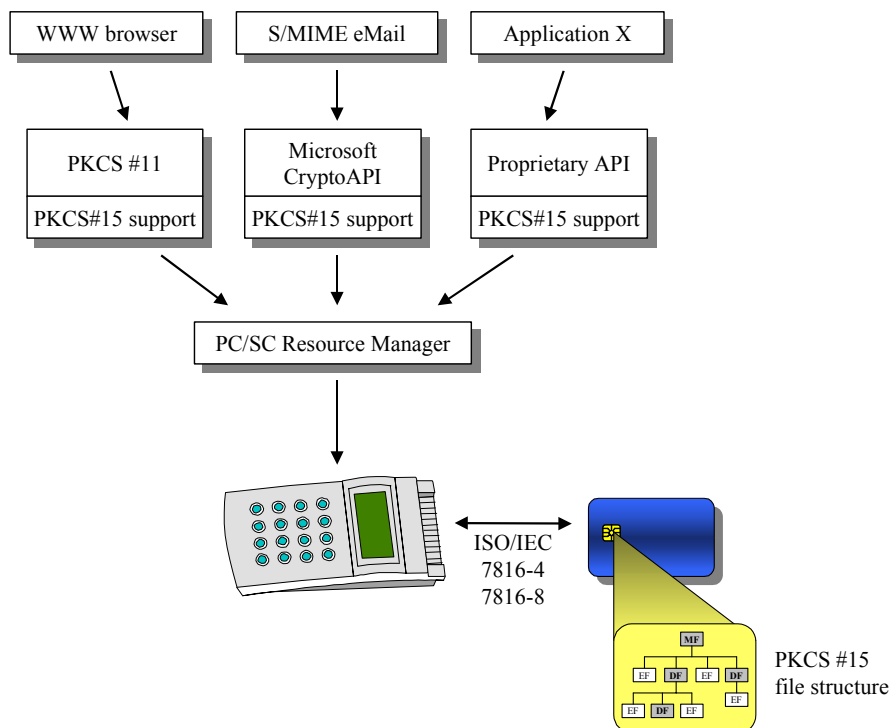 WWW browser
S/MIME eMail
Application X
PKCS #11
Microsoft
CryptoAPI
Proprietary API
PKCS#15 support
PKCS#15 support
PKCS#15 support
PC/SC Resource Manager
ISO/IEC
7816-4
7816-8
MF
EF
DF
EF
DF
EF
DF
EF
EF
PKCS #15
file structure